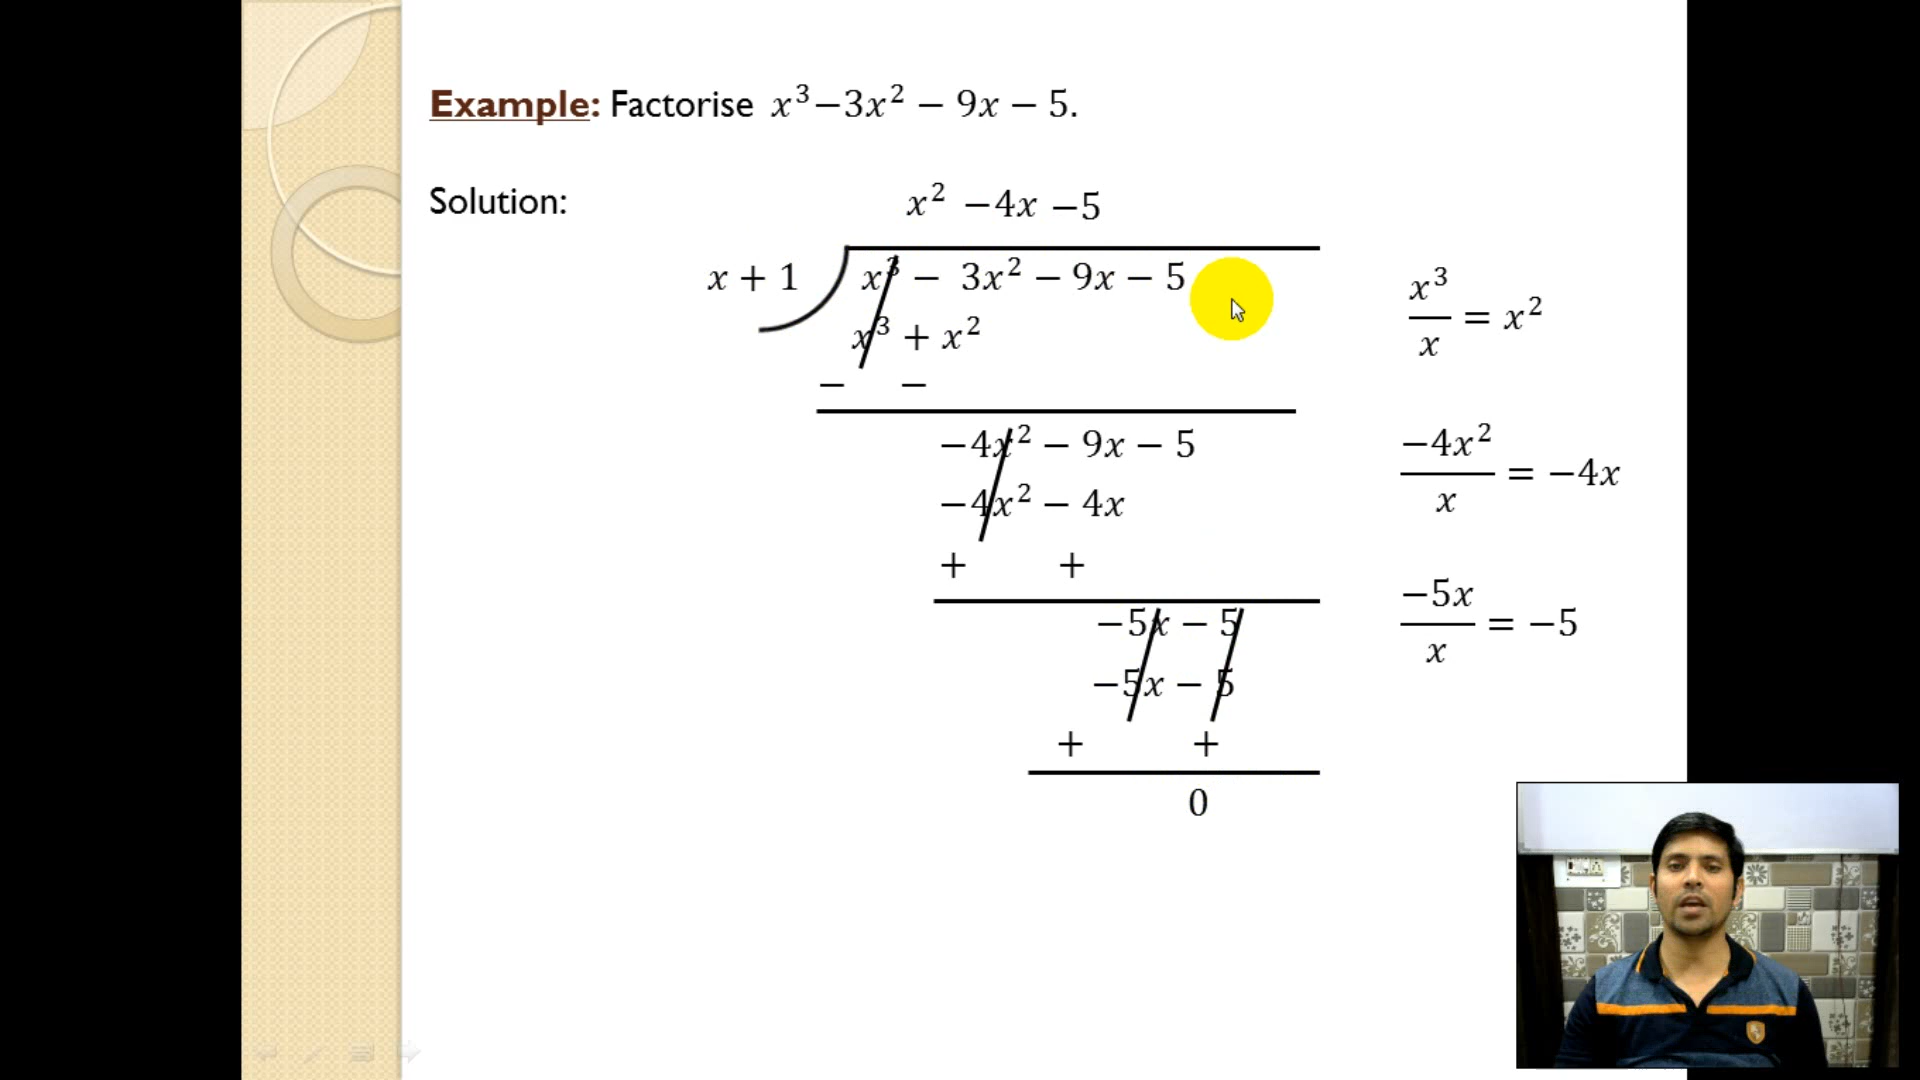 Example: Factorise x³−3x² − 9x − 5.
Solution:
x² −4x −5
x + 1
x³ − 3x² − 9x − 5
x³ + x²
− −
−4x² − 9x − 5
−4x² − 4x
+ +
−5x − 5
−5x − 5
+ +
0
x³/x = x²
−4x²/x = −4x
−5x/x = −5